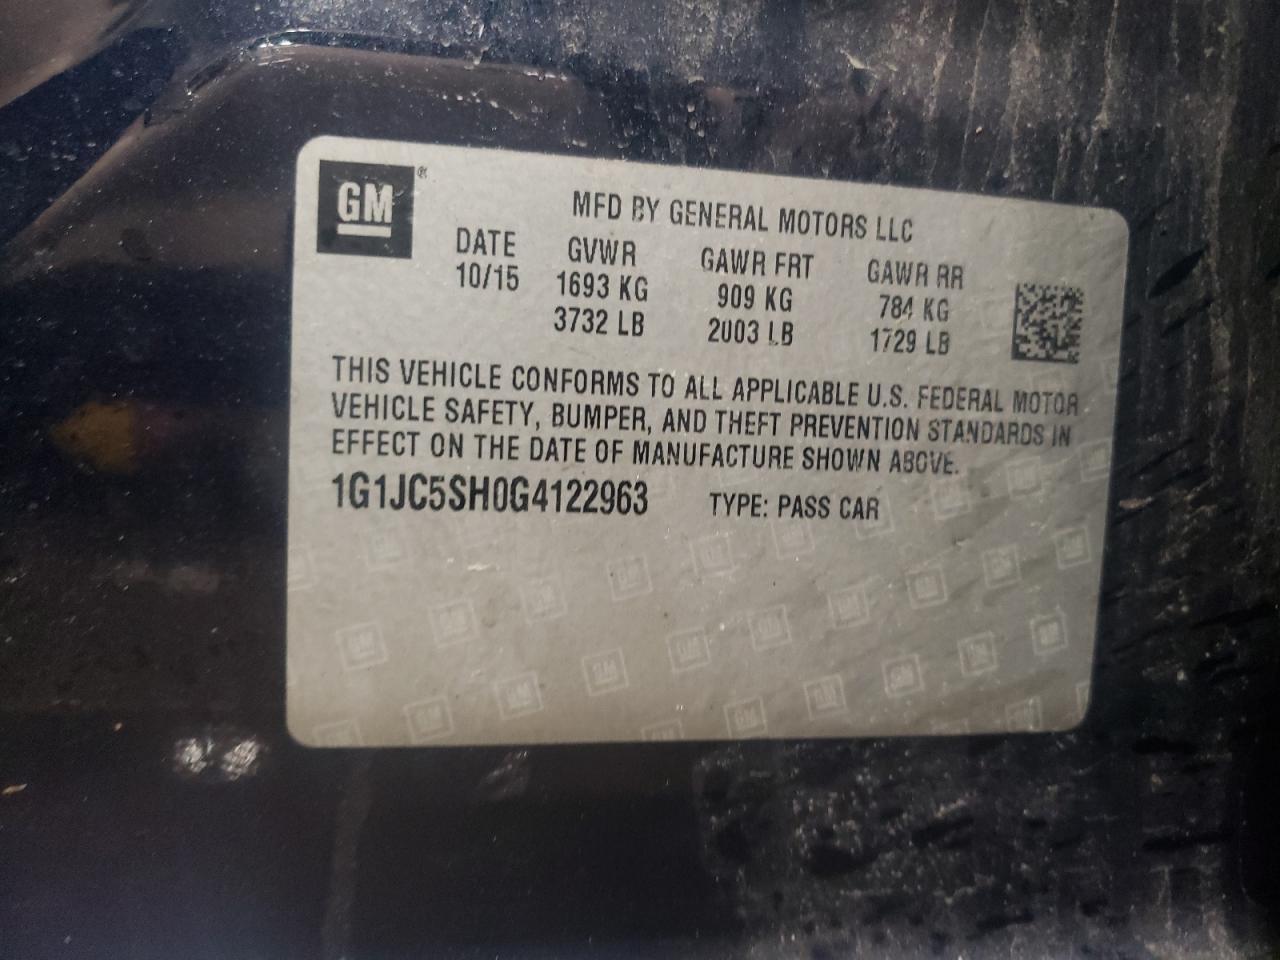 GM®
MFD BY GENERAL MOTORS LLC
DATE GVWR GAWR FRT GAWR RR
10/15 1693 KG 909 KG 784 KG
3732 LB 2003 LB 1729 LB
THIS VEHICLE CONFORMS TO ALL APPLICABLE U.S. FEDERAL MOTOR
VEHICLE SAFETY, BUMPER, AND THEFT PREVENTION STANDARDS IN
EFFECT ON THE DATE OF MANUFACTURE SHOWN ABOVE.
1G1JC5SH0G4122963 TYPE: PASS CAR